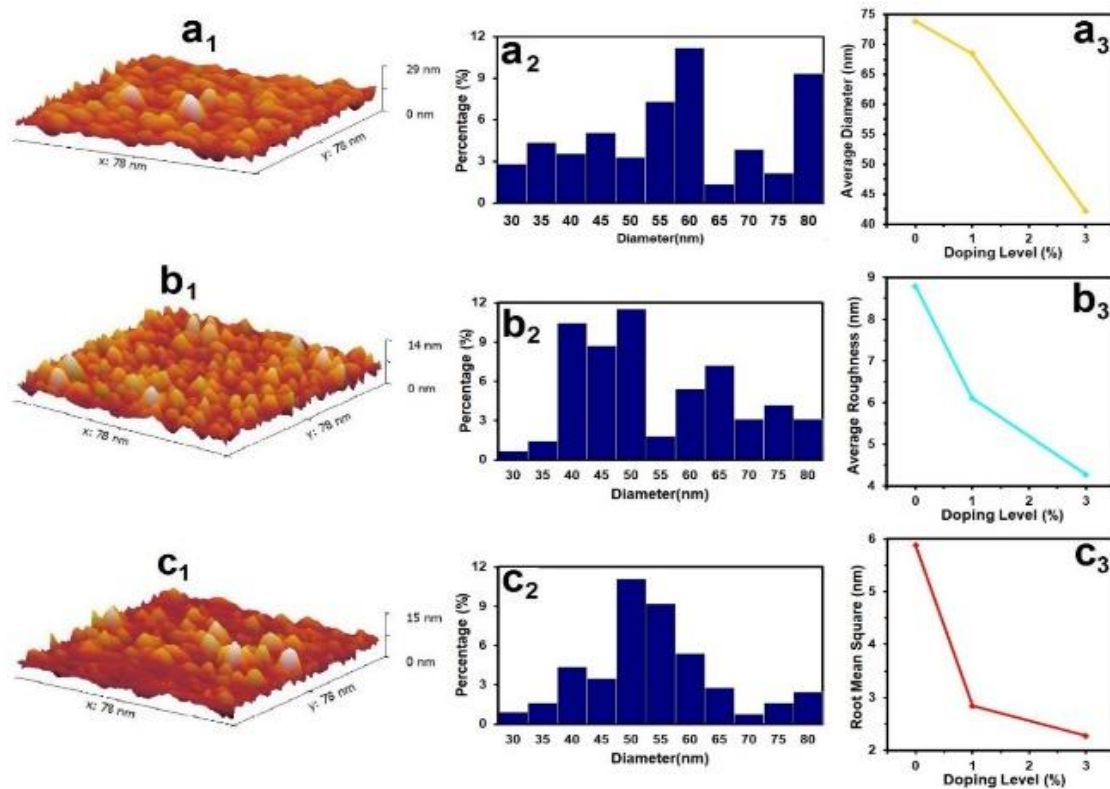 a1
29 nm
0 nm
x: 78 nm
y: 78 nm
a2
Percentage (%)
12
9
6
3
0
30 35 40 45 50 55 60 65 70 75 80
Diameter(nm)
a3
Average Diameter (nm)
75
70
65
60
55
50
45
40
0 1 2 3
Doping Level (%)
b1
14 nm
0 nm
x: 78 nm
y: 78 nm
b2
Percentage (%)
12
9
6
3
0
30 35 40 45 50 55 60 65 70 75 80
Diameter(nm)
b3
Average Roughness (nm)
9
8
7
6
5
4
0 1 2 3
Doping Level (%)
c1
15 nm
0 nm
x: 78 nm
y: 78 nm
c2
Percentage (%)
12
9
6
3
0
30 35 40 45 50 55 60 65 70 75 80
Diameter(nm)
c3
Root Mean Square (nm)
6
5
4
3
2
0 1 2 3
Doping Level (%)